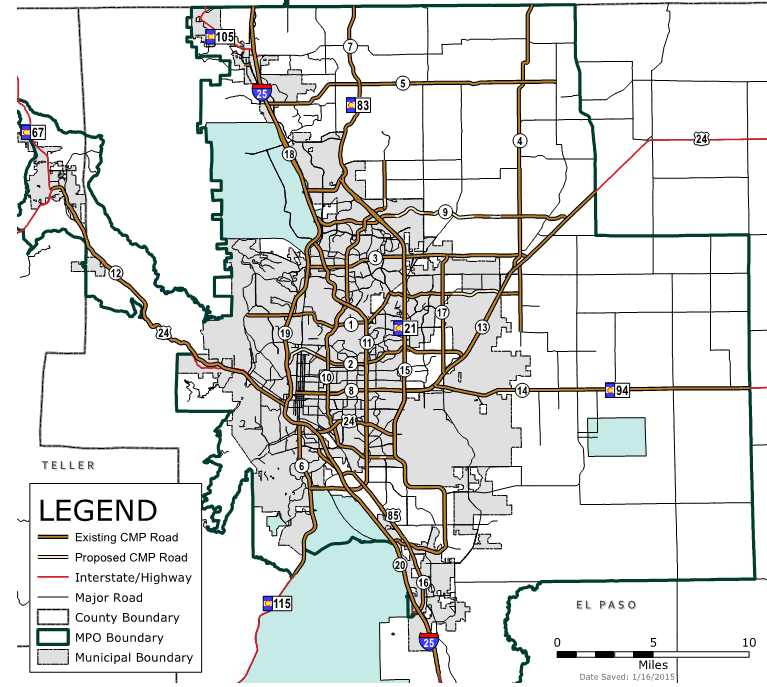 105
7
5
25
83
67
18
4
24
9
3
12
21
17
1
13
24
19
11
2
10
15
8
14
94
24
TELLER
6
LEGEND
Existing CMP Road
Proposed CMP Road
Interstate/Highway
Major Road
County Boundary
MPO Boundary
Municipal Boundary
85
20
16
115
EL PASO
25
0 5 10
Miles
Date Saved: 1/16/2015